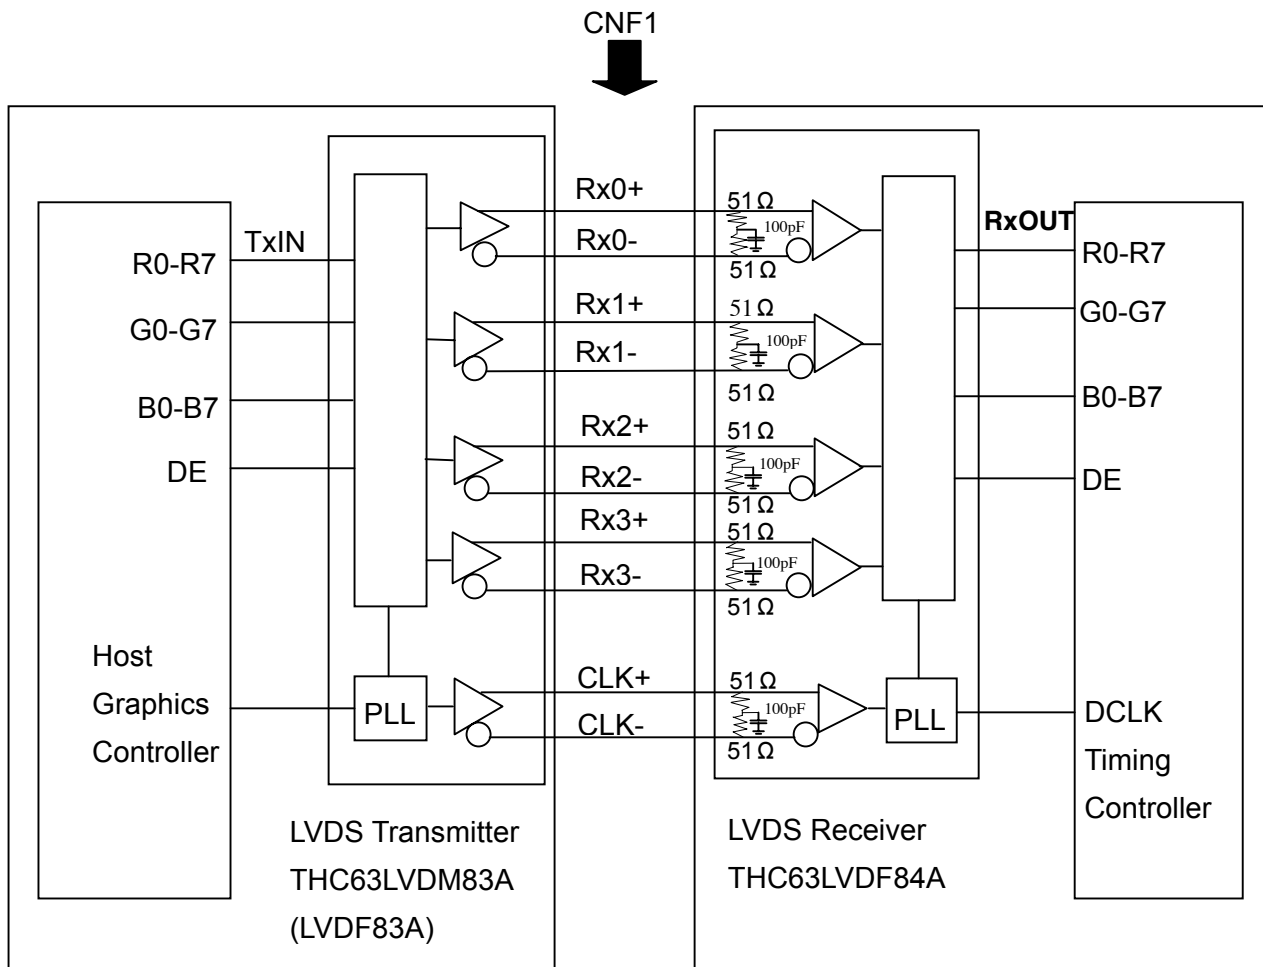 CNF1
TxIN
R0-R7
G0-G7
B0-B7
DE
Host
Graphics
Controller
PLL
LVDS Transmitter
THC63LVDM83A
(LVDF83A)
Rx0+
Rx0-
Rx1+
Rx1-
Rx2+
Rx2-
Rx3+
Rx3-
CLK+
CLK-
51Ω
100pF
51Ω
51Ω
100pF
51Ω
51Ω
100pF
51Ω
51Ω
100pF
51Ω
51Ω
100pF
51Ω
PLL
LVDS Receiver
THC63LVDF84A
RxOUT
R0-R7
G0-G7
B0-B7
DE
DCLK
Timing
Controller